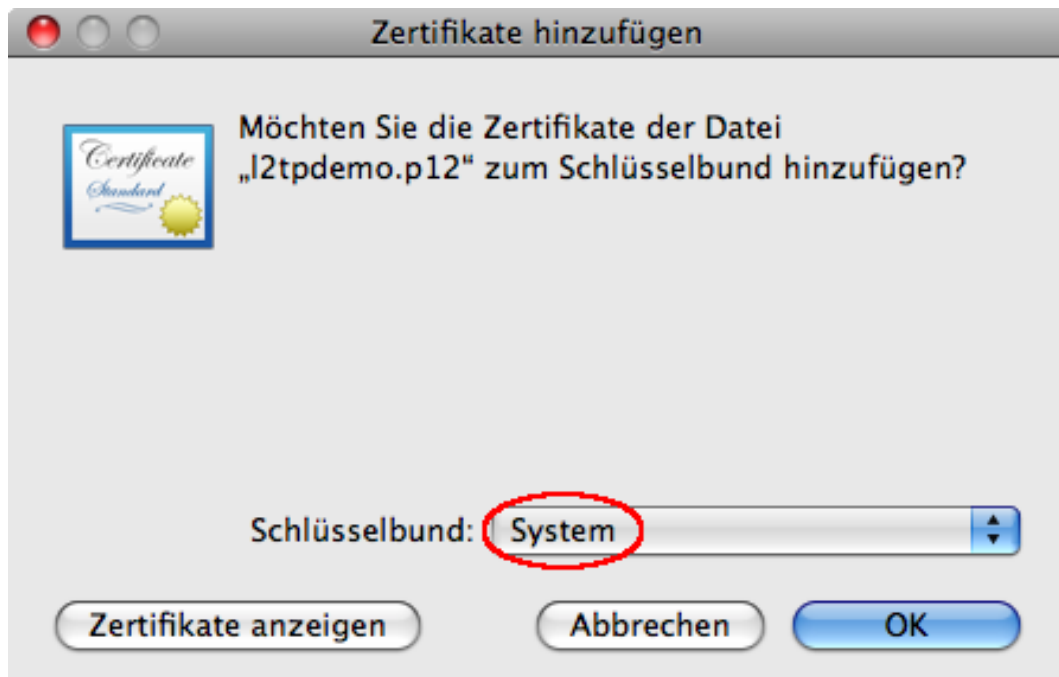 Zertifikate hinzufügen
Certificate
Standard
Möchten Sie die Zertifikate der Datei
„l2tpdemo.p12“ zum Schlüsselbund hinzufügen?
Schlüsselbund: System
Zertifikate anzeigen Abbrechen OK